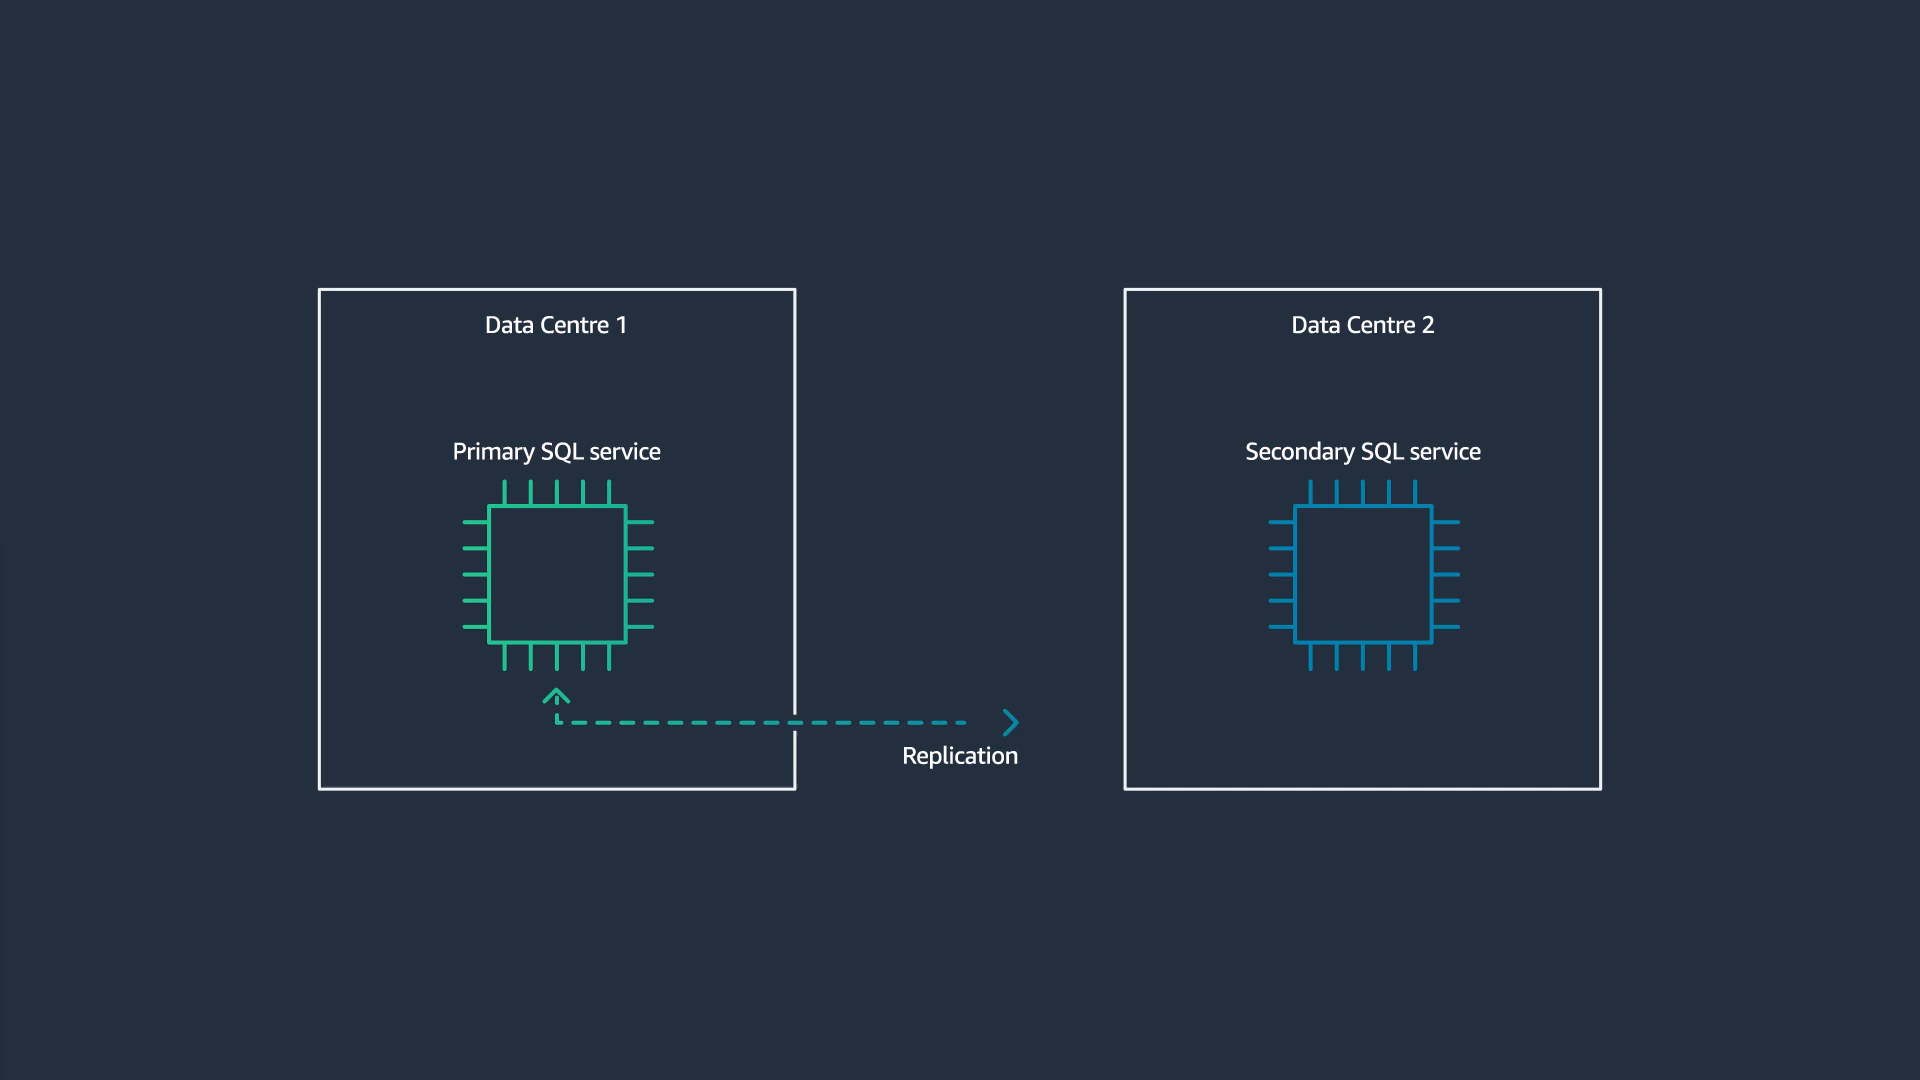 Data Centre 1
Data Centre 2
Primary SQL service
Secondary SQL service
Replication